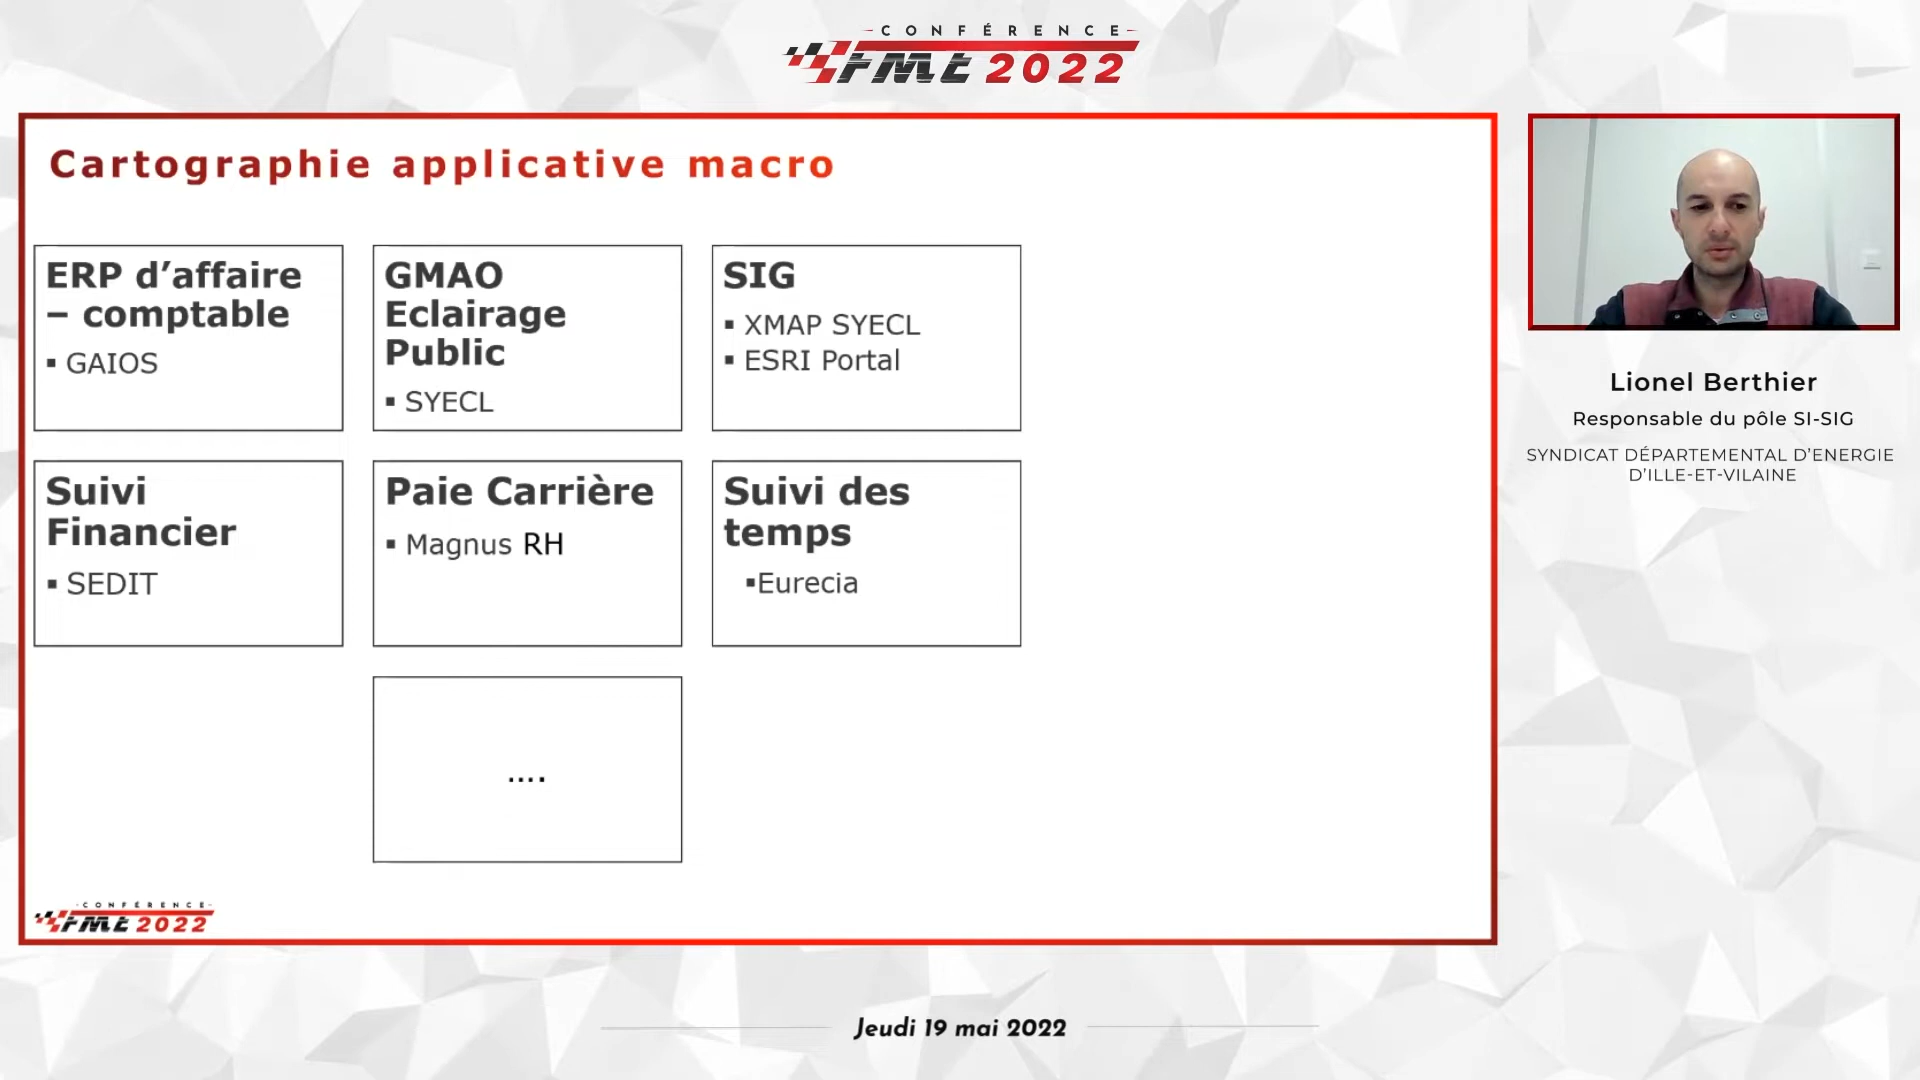 CONFÉRENCE
FME 2022
Cartographie applicative macro
ERP d’affaire
– comptable
▪ GAIOS
GMAO
Eclairage
Public
▪ SYECL
SIG
▪ XMAP SYECL
▪ ESRI Portal
Suivi
Financier
▪ SEDIT
Paie Carrière
▪ Magnus RH
Suivi des
temps
▪Eurecia
....
CONFÉRENCE
FME 2022
Lionel Berthier
Responsable du pôle SI-SIG
SYNDICAT DÉPARTEMENTAL D’ENERGIE
D’ILLE-ET-VILAINE
Jeudi 19 mai 2022